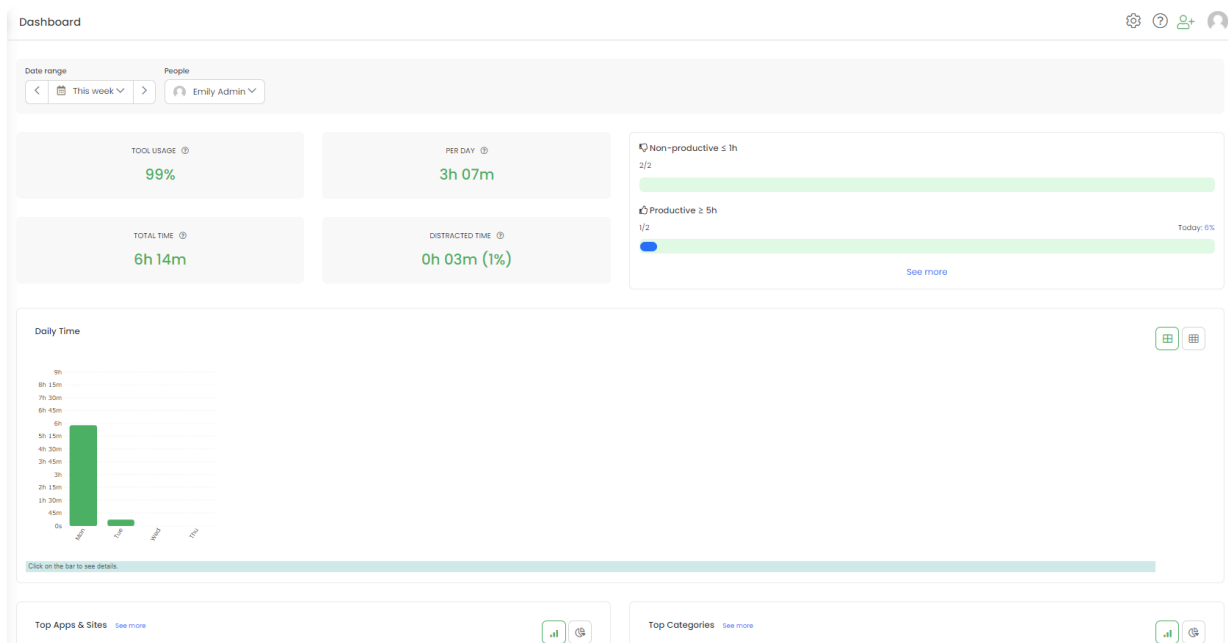 Dashboard
Date range
People
This week
Emily Admin
TOOL USAGE
99%
PER DAY
3h 07m
TOTAL TIME
6h 14m
DISTRACTED TIME
0h 03m (1%)
Non-productive ≤ 1h
2/2
Productive ≥ 5h
1/2
Today: 6%
See more
Daily Time
9h
8h 15m
7h 30m
6h 45m
6h
5h 15m
4h 30m
3h 45m
3h
2h 15m
1h 30m
45m
0s
Mon
Tue
Wed
Thu
Click on the bar to see details.
Top Apps & Sites See more
Top Categories See more